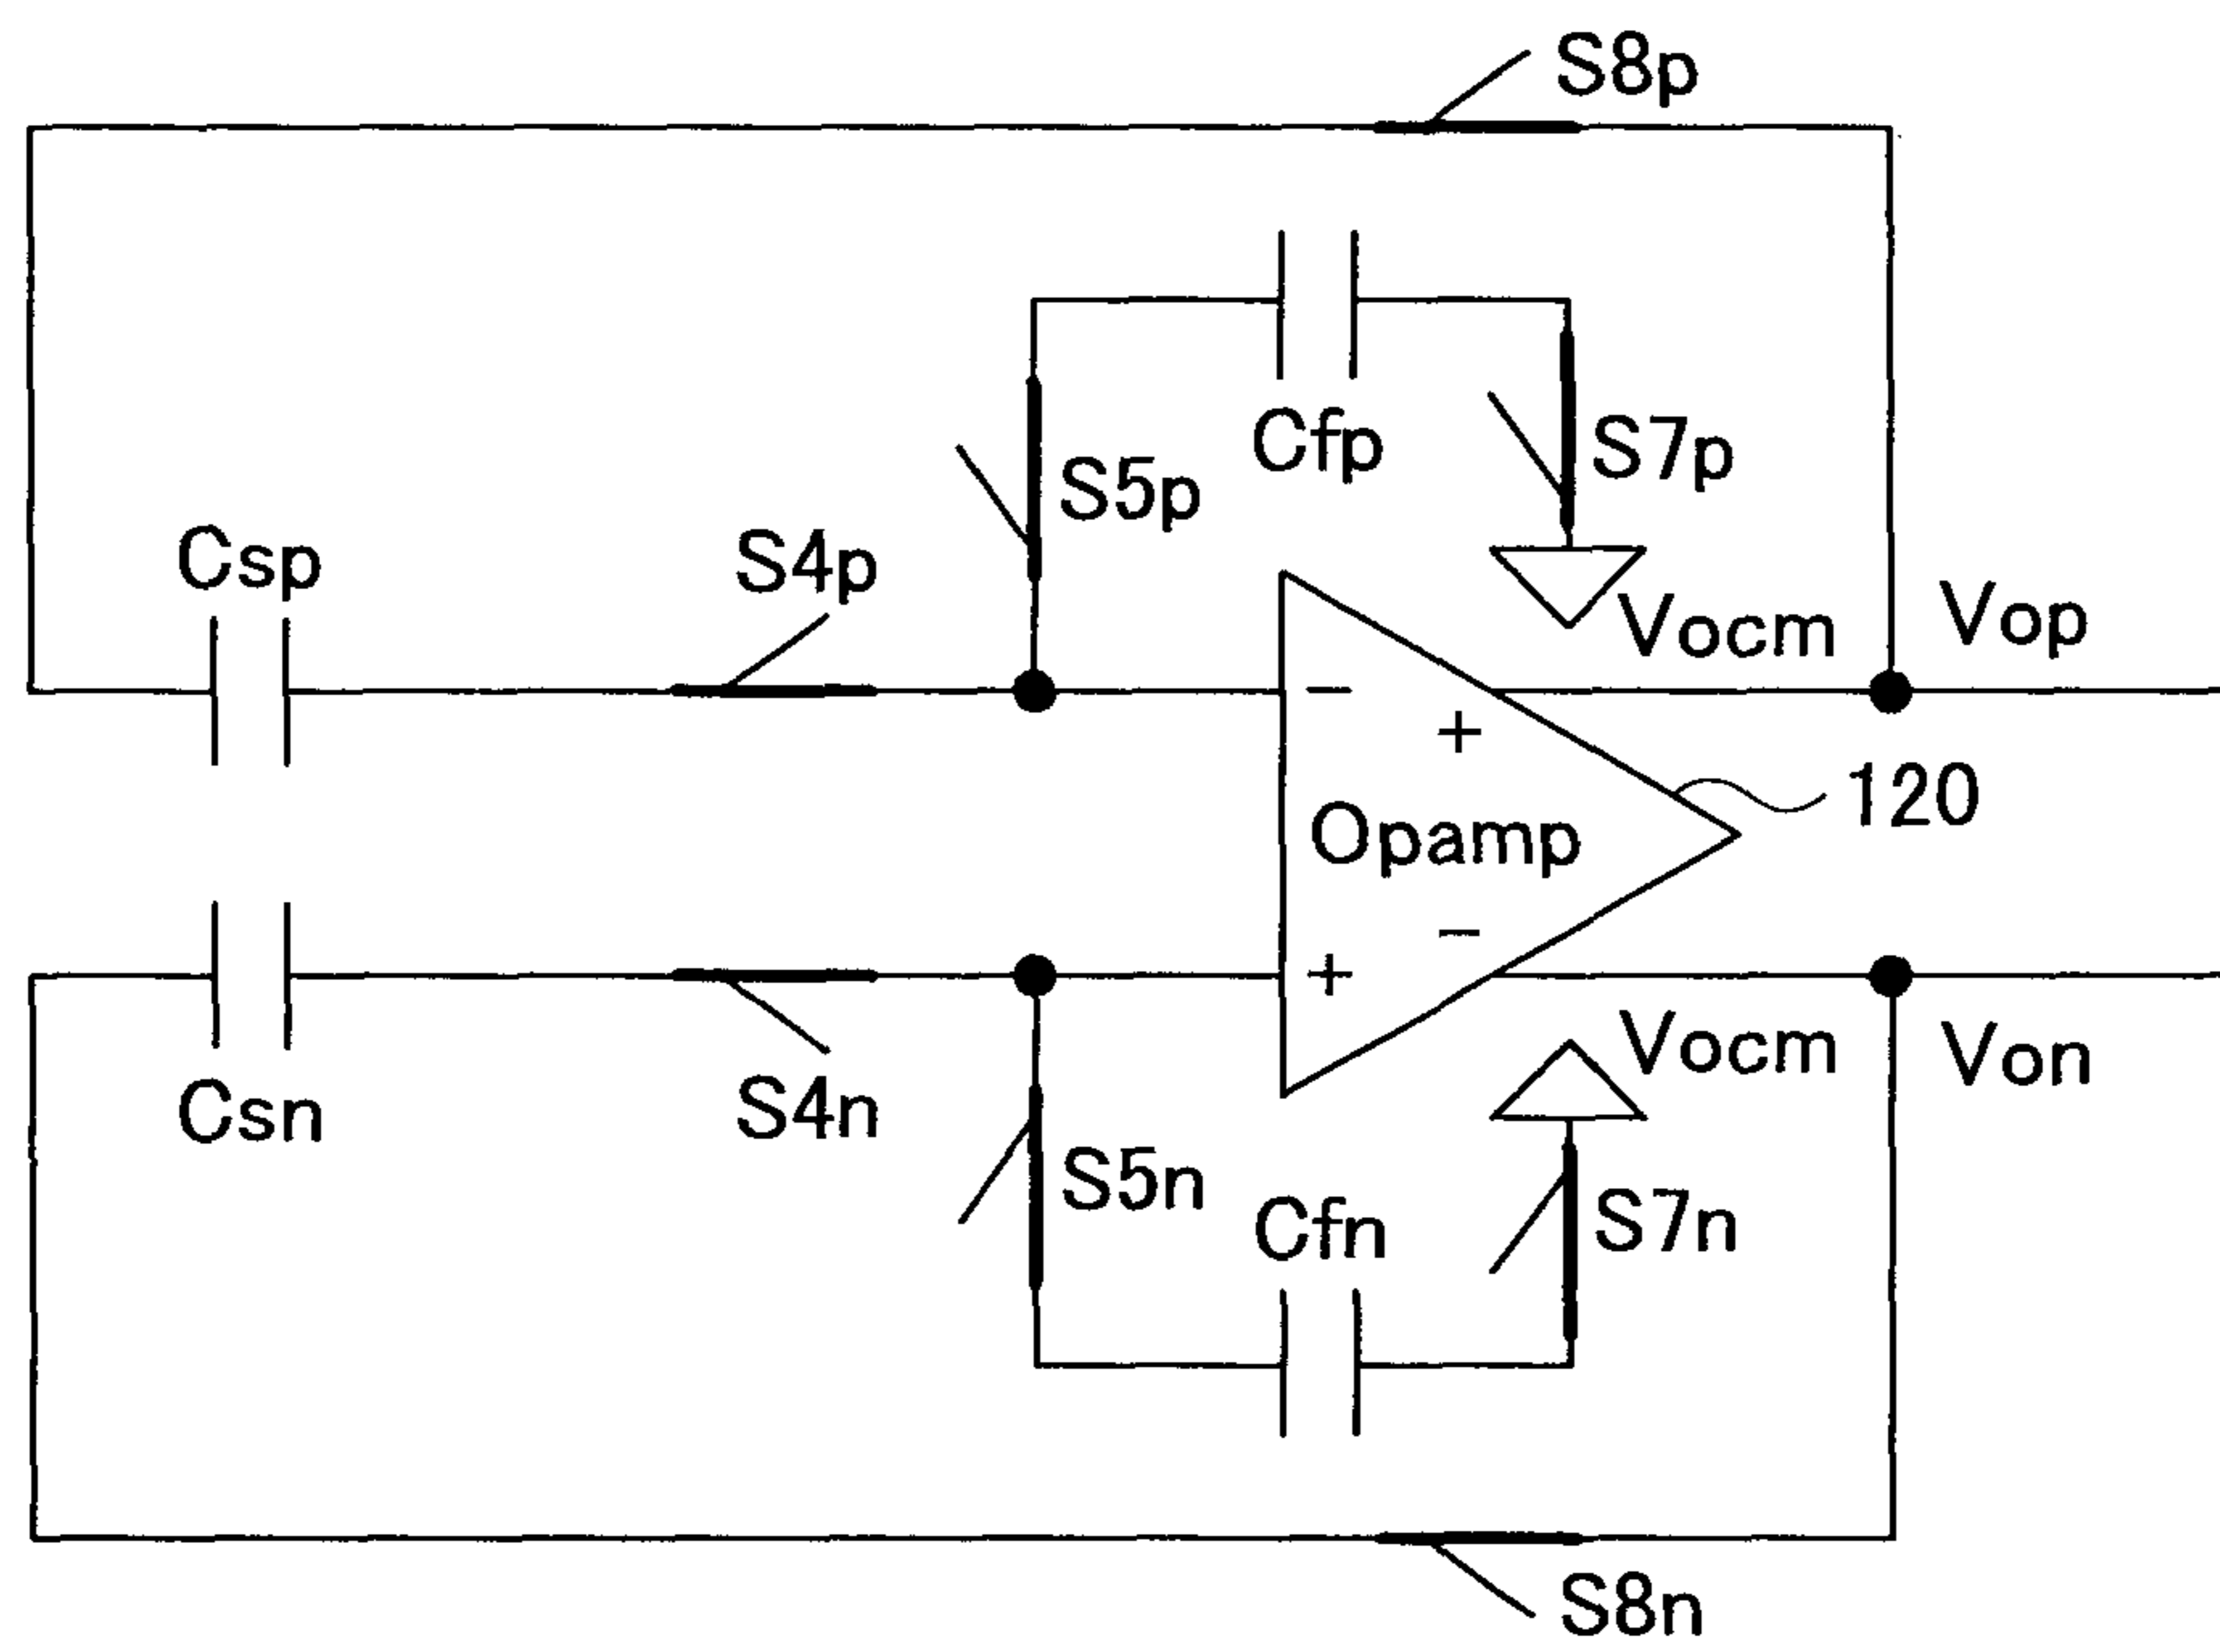 S8p
Cfp
S7p
S5p
Csp
S4p
Vocm
Vop
−
+
120
Opamp
−
+
Vocm
Von
Csn
S4n
S5n
Cfn
S7n
S8n